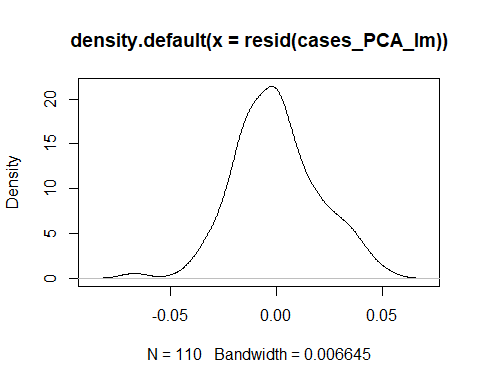 density.default(x = resid(cases_PCA_lm))
Density
20
15
10
5
0
-0.05
0.00
0.05
N = 110   Bandwidth = 0.006645